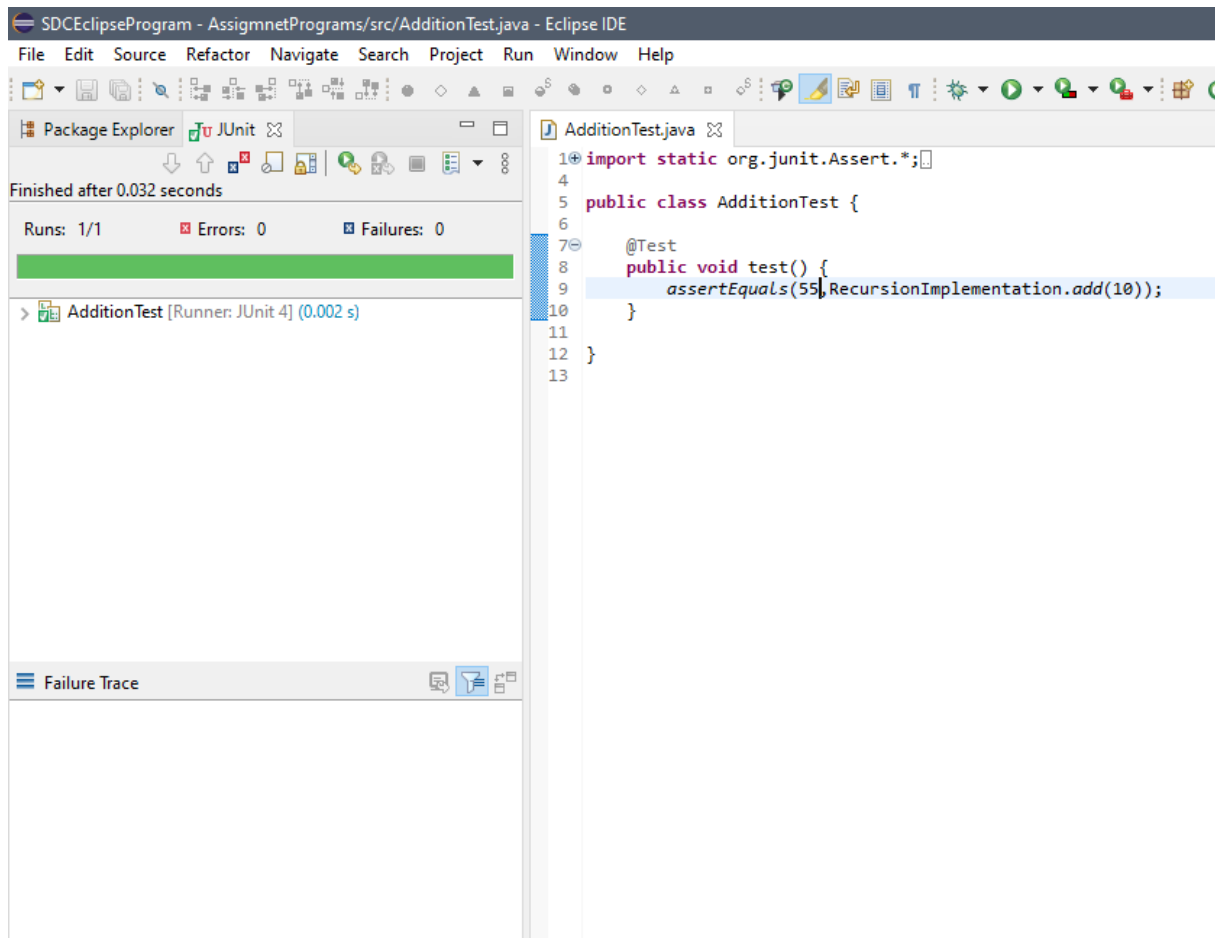 SDCEclipseProgram - AssigmnetPrograms/src/AdditionTest.java - Eclipse IDE
File Edit Source Refactor Navigate Search Project Run Window Help
Package Explorer JUnit
Finished after 0.032 seconds
Runs: 1/1 Errors: 0 Failures: 0
AdditionTest [Runner: JUnit 4] (0.002 s)
Failure Trace
AdditionTest.java
1 import static org.junit.Assert.*;
4
5 public class AdditionTest {
6
7 @Test
8 public void test() {
9 assertEquals(55,RecursionImplementation.add(10));
10 }
11
12 }
13